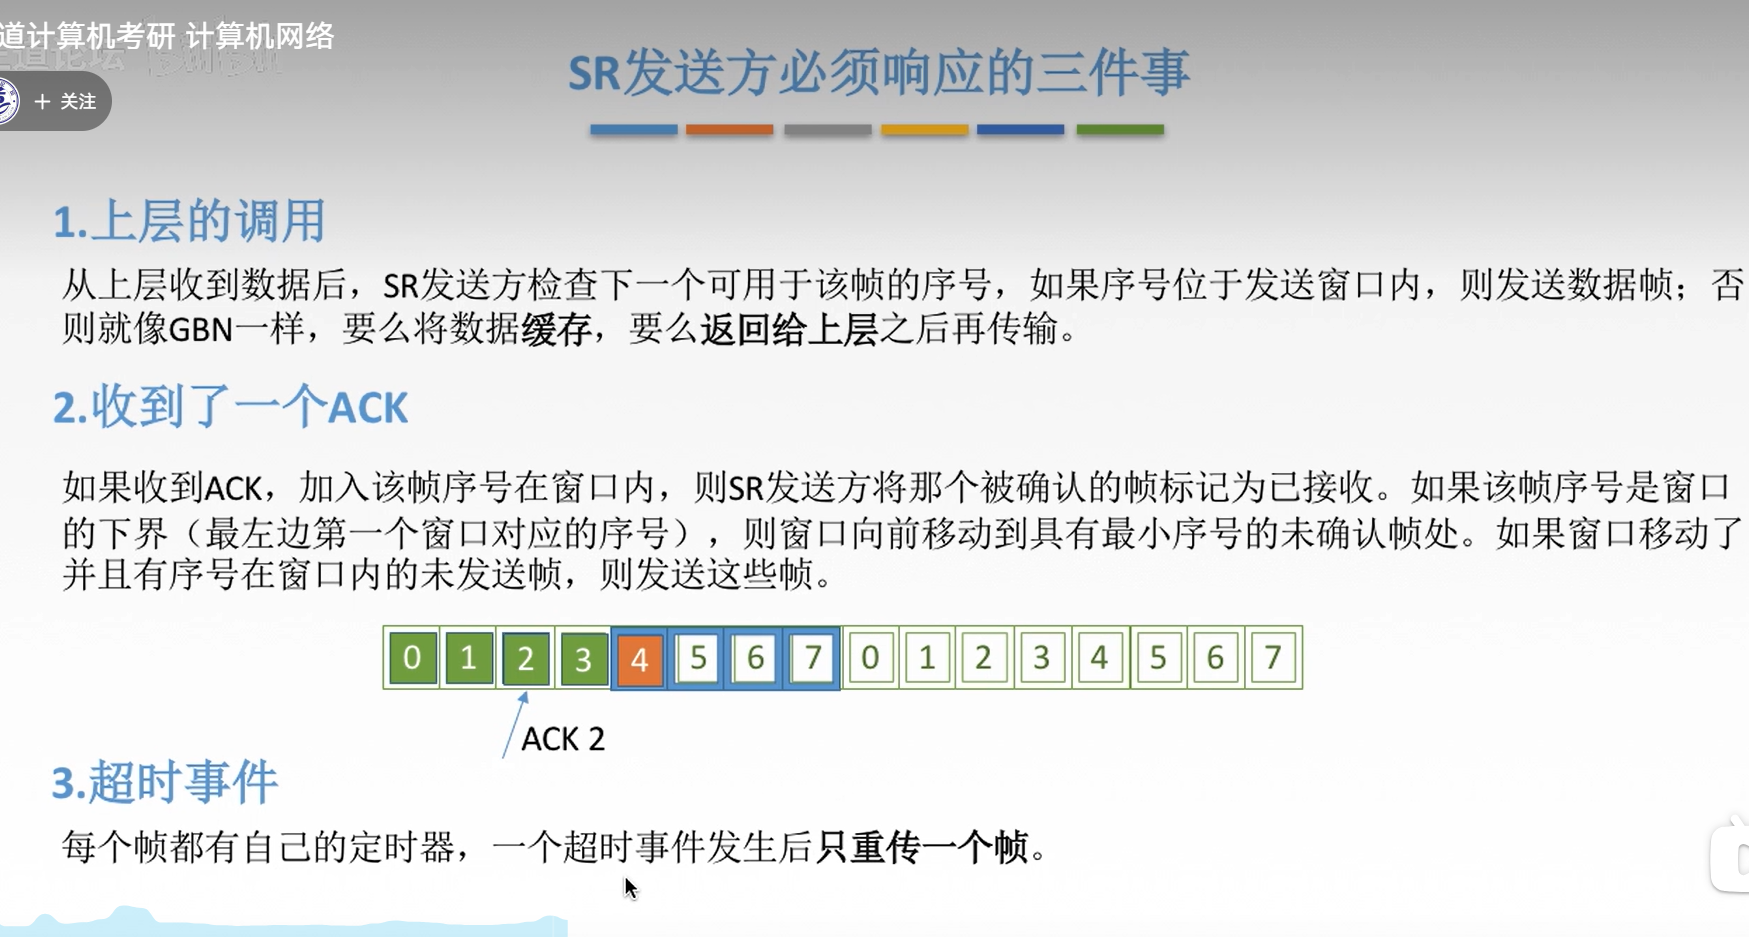 道计算机考研 计算机网络
王道论坛 bilibili
+ 关注
SR发送方必须响应的三件事
1.上层的调用
从上层收到数据后，SR发送方检查下一个可用于该帧的序号，如果序号位于发送窗口内，则发送数据帧；否
则就像GBN一样，要么将数据缓存，要么返回给上层之后再传输。
2.收到了一个ACK
如果收到ACK，加入该帧序号在窗口内，则SR发送方将那个被确认的帧标记为已接收。如果该帧序号是窗口
的下界（最左边第一个窗口对应的序号），则窗口向前移动到具有最小序号的未确认帧处。如果窗口移动了
并且有序号在窗口内的未发送帧，则发送这些帧。
0 1 2 3 4 5 6 7 0 1 2 3 4 5 6 7
ACK 2
3.超时事件
每个帧都有自己的定时器，一个超时事件发生后只重传一个帧。